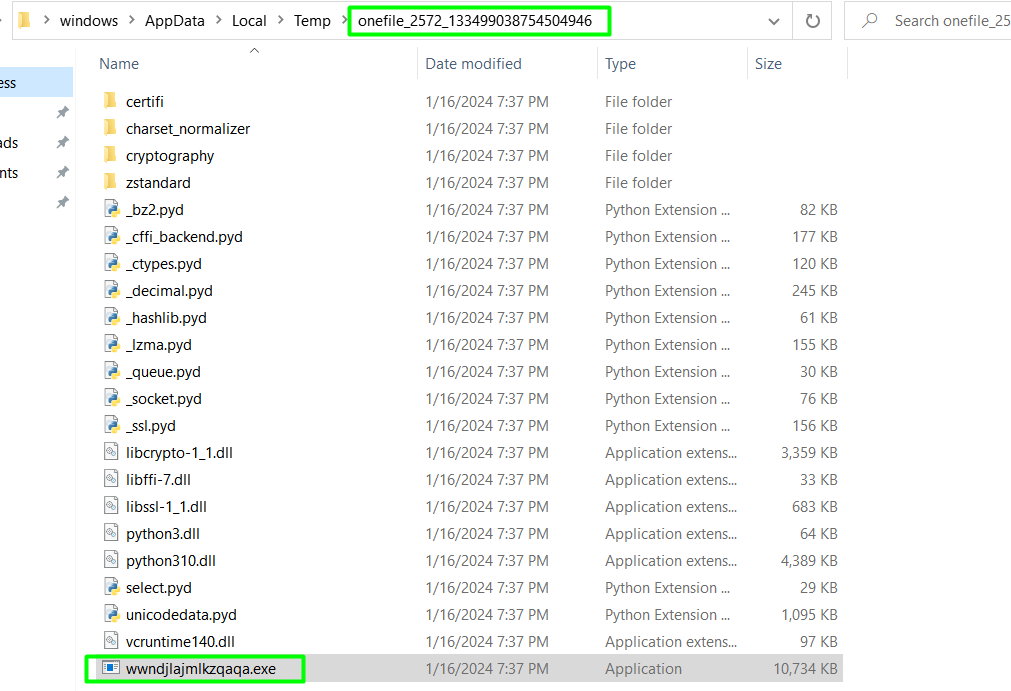 windows > AppData > Local > Temp > onefile_2572_133499038754504946 Search onefile_25
Name Date modified Type Size
ess
certifi 1/16/2024 7:37 PM File folder
charset_normalizer 1/16/2024 7:37 PM File folder
ads cryptography 1/16/2024 7:37 PM File folder
nts zstandard 1/16/2024 7:37 PM File folder
_bz2.pyd 1/16/2024 7:37 PM Python Extension ... 82 KB
_cffi_backend.pyd 1/16/2024 7:37 PM Python Extension ... 177 KB
_ctypes.pyd 1/16/2024 7:37 PM Python Extension ... 120 KB
_decimal.pyd 1/16/2024 7:37 PM Python Extension ... 245 KB
_hashlib.pyd 1/16/2024 7:37 PM Python Extension ... 61 KB
_lzma.pyd 1/16/2024 7:37 PM Python Extension ... 155 KB
_queue.pyd 1/16/2024 7:37 PM Python Extension ... 30 KB
_socket.pyd 1/16/2024 7:37 PM Python Extension ... 76 KB
_ssl.pyd 1/16/2024 7:37 PM Python Extension ... 156 KB
libcrypto-1_1.dll 1/16/2024 7:37 PM Application extens... 3,359 KB
libffi-7.dll 1/16/2024 7:37 PM Application extens... 33 KB
libssl-1_1.dll 1/16/2024 7:37 PM Application extens... 683 KB
python3.dll 1/16/2024 7:37 PM Application extens... 64 KB
python310.dll 1/16/2024 7:37 PM Application extens... 4,389 KB
select.pyd 1/16/2024 7:37 PM Python Extension ... 29 KB
unicodedata.pyd 1/16/2024 7:37 PM Python Extension ... 1,095 KB
vcruntime140.dll 1/16/2024 7:37 PM Application extens... 97 KB
wwndjlajmlkzqaqa.exe 1/16/2024 7:37 PM Application 10,734 KB